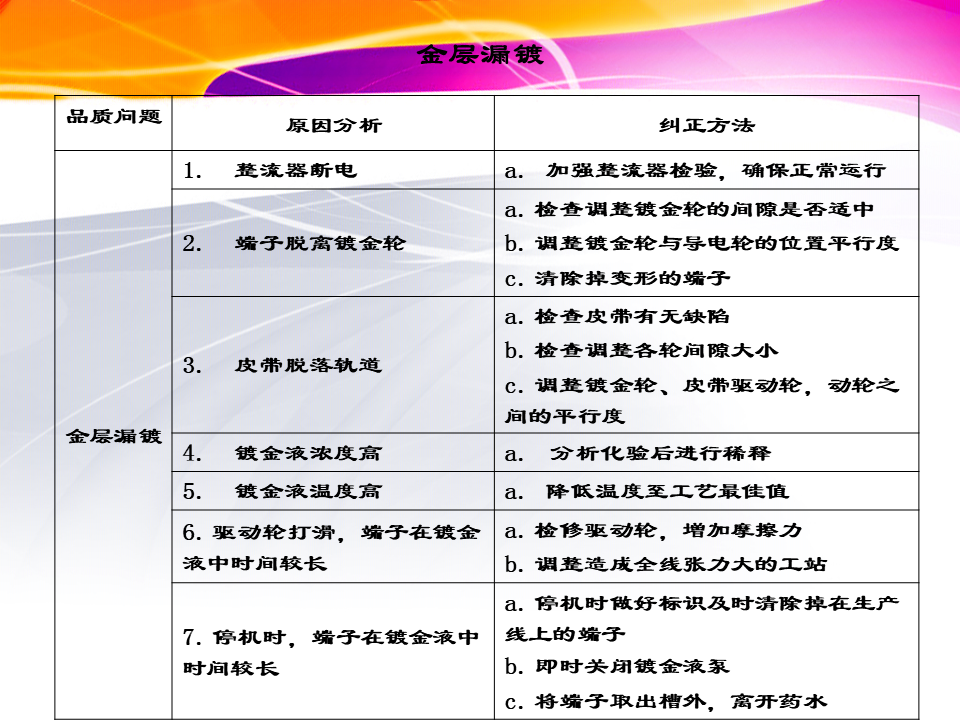 金层漏镀
品质问题
原因分析
纠正方法
金层漏镀
1. 整流器断电
a. 加强整流器检验，确保正常运行
2. 端子脱离镀金轮
a. 检查调整镀金轮的间隙是否适中
b. 调整镀金轮与导电轮的位置平行度
c. 清除掉变形的端子
3. 皮带脱落轨道
a. 检查皮带有无缺陷
b. 检查调整各轮间隙大小
c. 调整镀金轮、皮带驱动轮，动轮之
间的平行度
4. 镀金液浓度高
a. 分析化验后进行稀释
5. 镀金液温度高
a. 降低温度至工艺最佳值
6. 驱动轮打滑，端子在镀金
液中时间较长
a. 检修驱动轮，增加摩擦力
b. 调整造成全线张力大的工站
7. 停机时，端子在镀金液中
时间较长
a. 停机时做好标识及时清除掉在生产
线上的端子
b. 即时关闭镀金液泵
c. 将端子取出槽外，离开药水